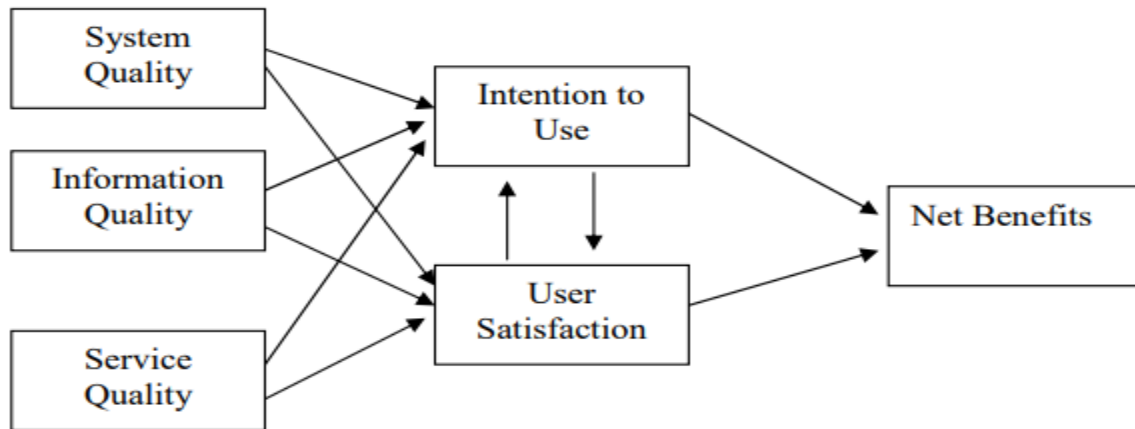 System
Quality
Information
Quality
Service
Quality
Intention to
Use
User
Satisfaction
Net Benefits